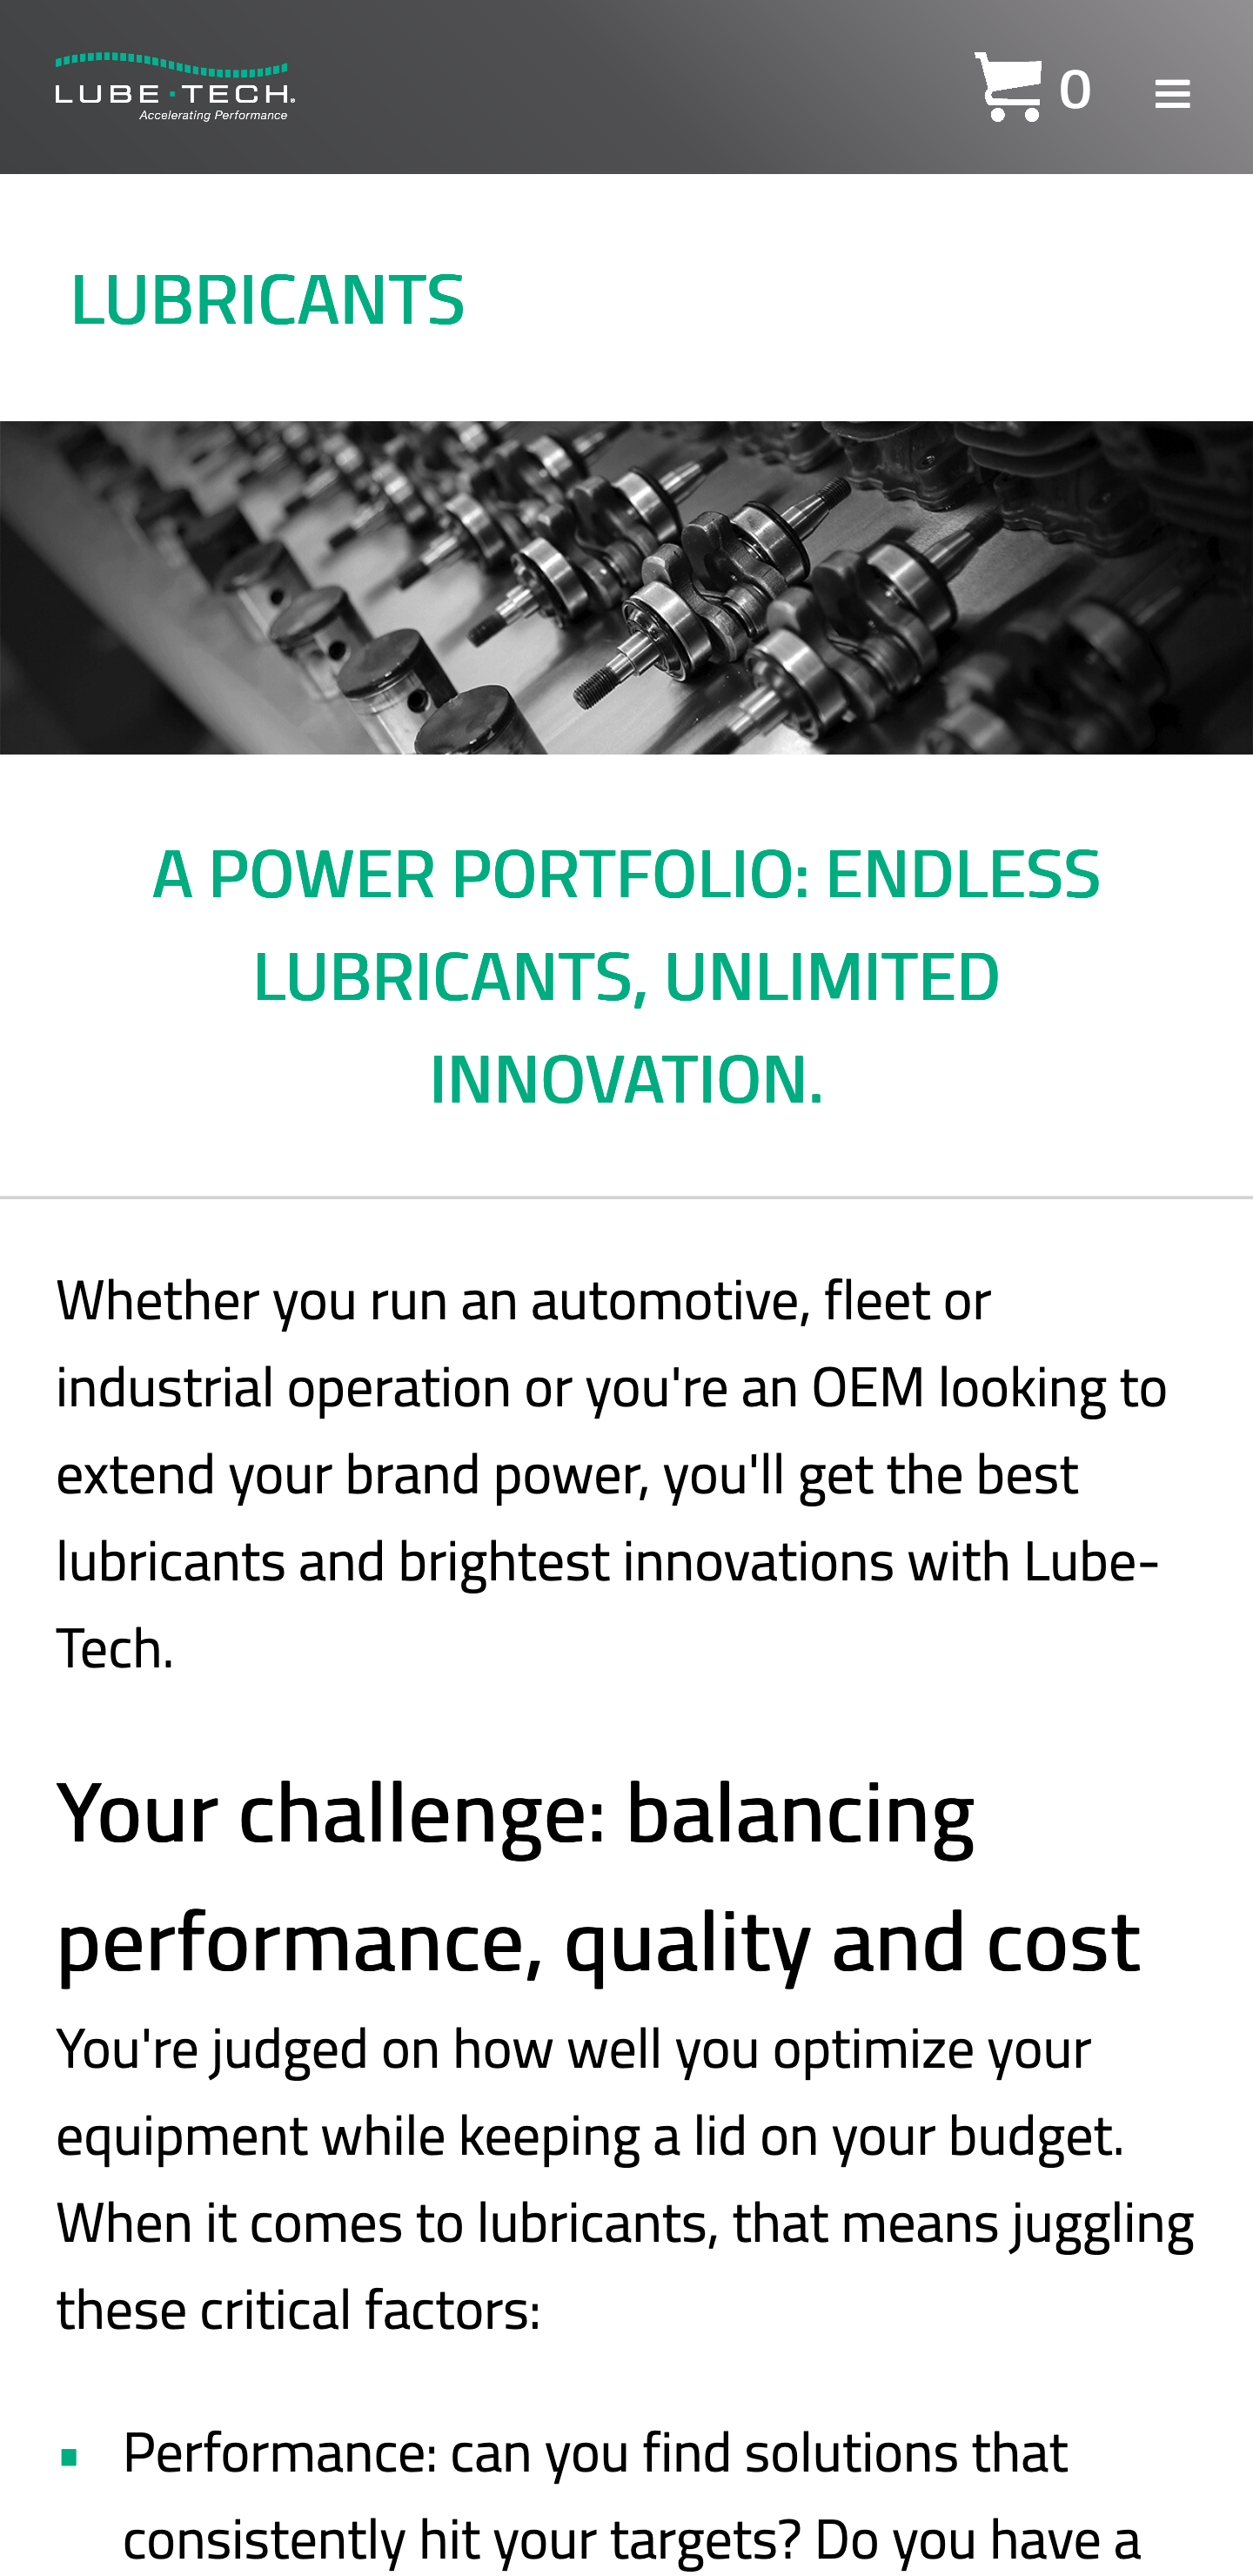 LUBE·TECH®
Accelerating Performance
0
LUBRICANTS
A POWER PORTFOLIO: ENDLESS
LUBRICANTS, UNLIMITED
INNOVATION.
Whether you run an automotive, fleet or
industrial operation or you're an OEM looking to
extend your brand power, you'll get the best
lubricants and brightest innovations with Lube-
Tech.
Your challenge: balancing
performance, quality and cost
You're judged on how well you optimize your
equipment while keeping a lid on your budget.
When it comes to lubricants, that means juggling
these critical factors:
▪ Performance: can you find solutions that
consistently hit your targets? Do you have a